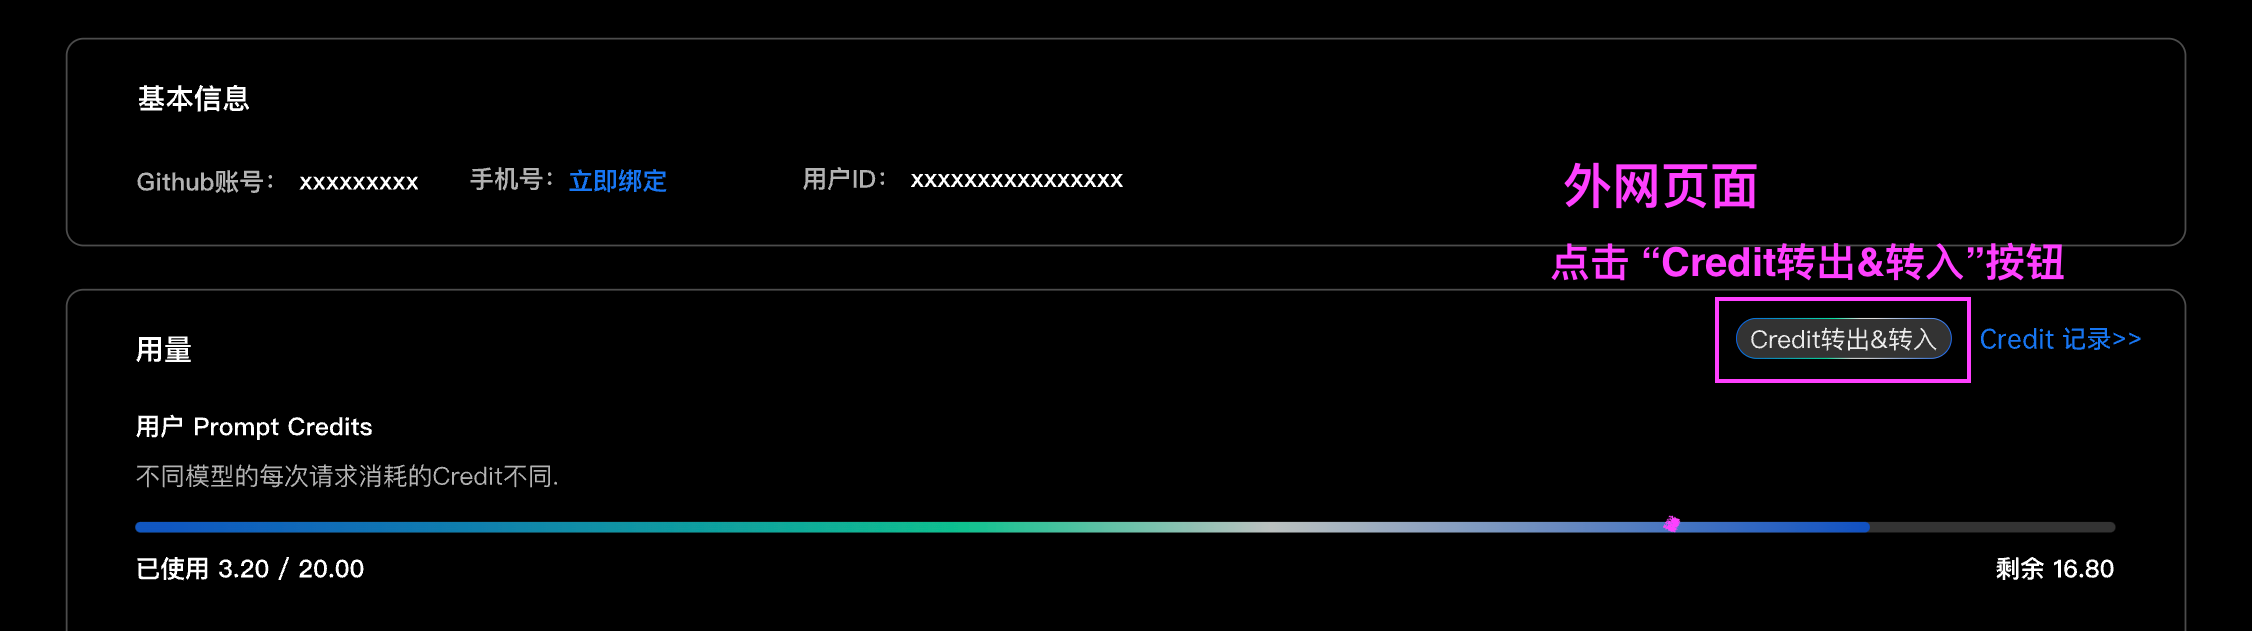 基本信息
Github账号： xxxxxxxxx 手机号：立即绑定 用户ID： xxxxxxxxxxxxxxxx
外网页面
点击 “Credit转出&转入”按钮
用量
Credit转出&转入 Credit 记录>>
用户 Prompt Credits
不同模型的每次请求消耗的Credit不同.
已使用 3.20 / 20.00 剩余 16.80